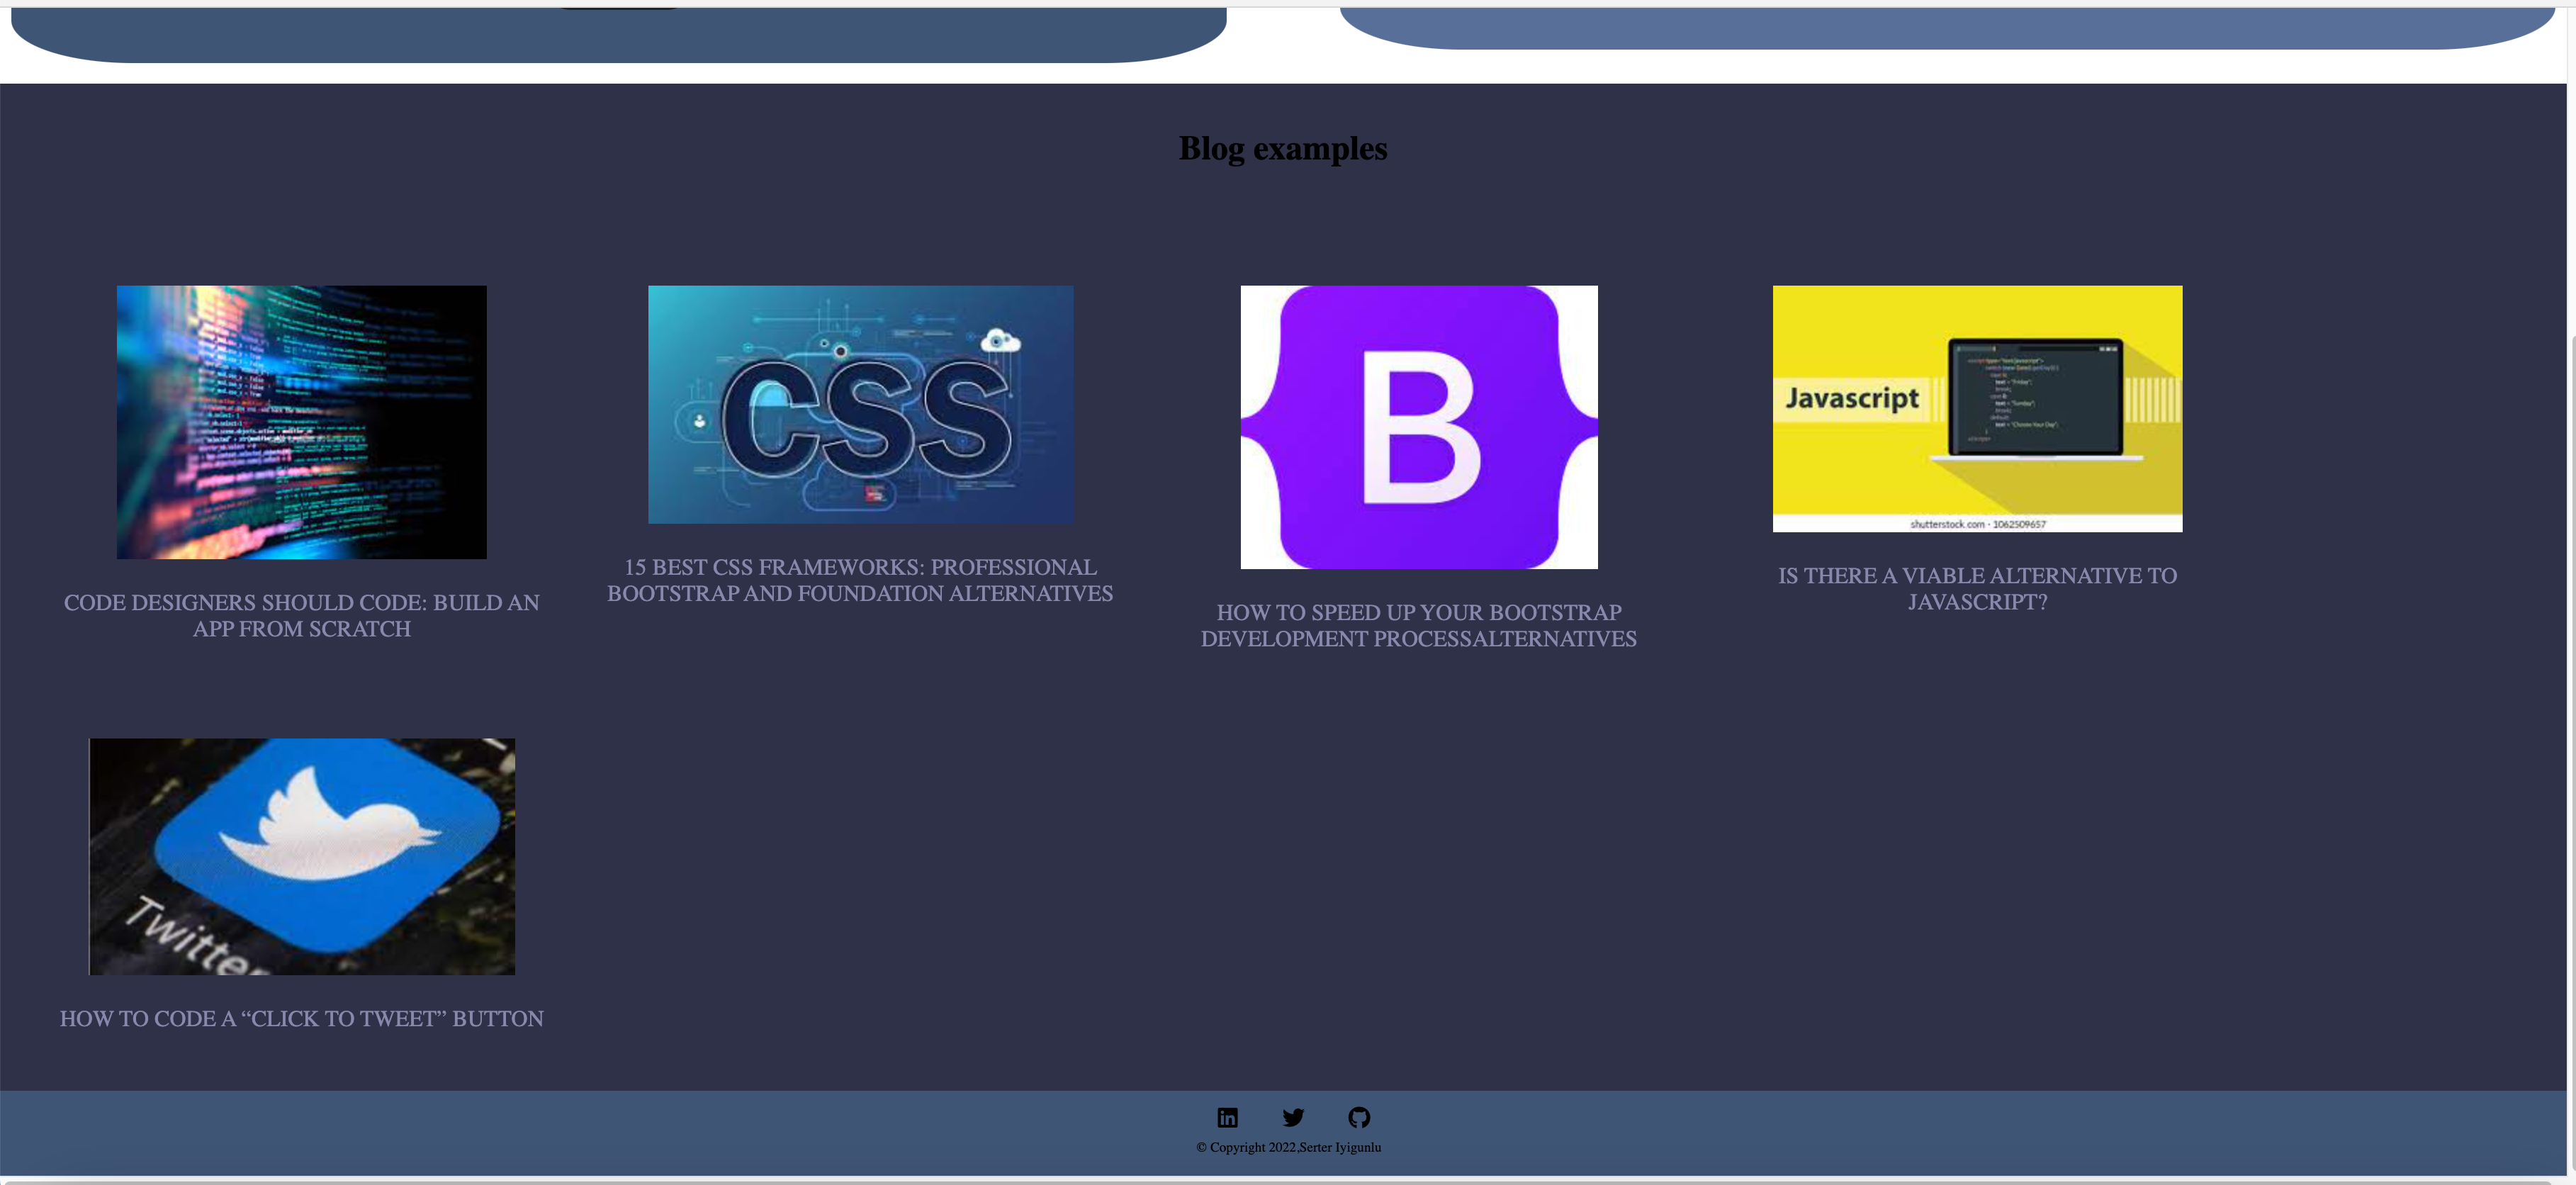 Blog examples
CSS
B
Javascript
shutterstock.com · 1062509657
CODE DESIGNERS SHOULD CODE: BUILD AN
APP FROM SCRATCH
15 BEST CSS FRAMEWORKS: PROFESSIONAL
BOOTSTRAP AND FOUNDATION ALTERNATIVES
HOW TO SPEED UP YOUR BOOTSTRAP
DEVELOPMENT PROCESSALTERNATIVES
IS THERE A VIABLE ALTERNATIVE TO
JAVASCRIPT?
Twitter
HOW TO CODE A “CLICK TO TWEET” BUTTON
in
© Copyright 2022,Serter Iyigunlu